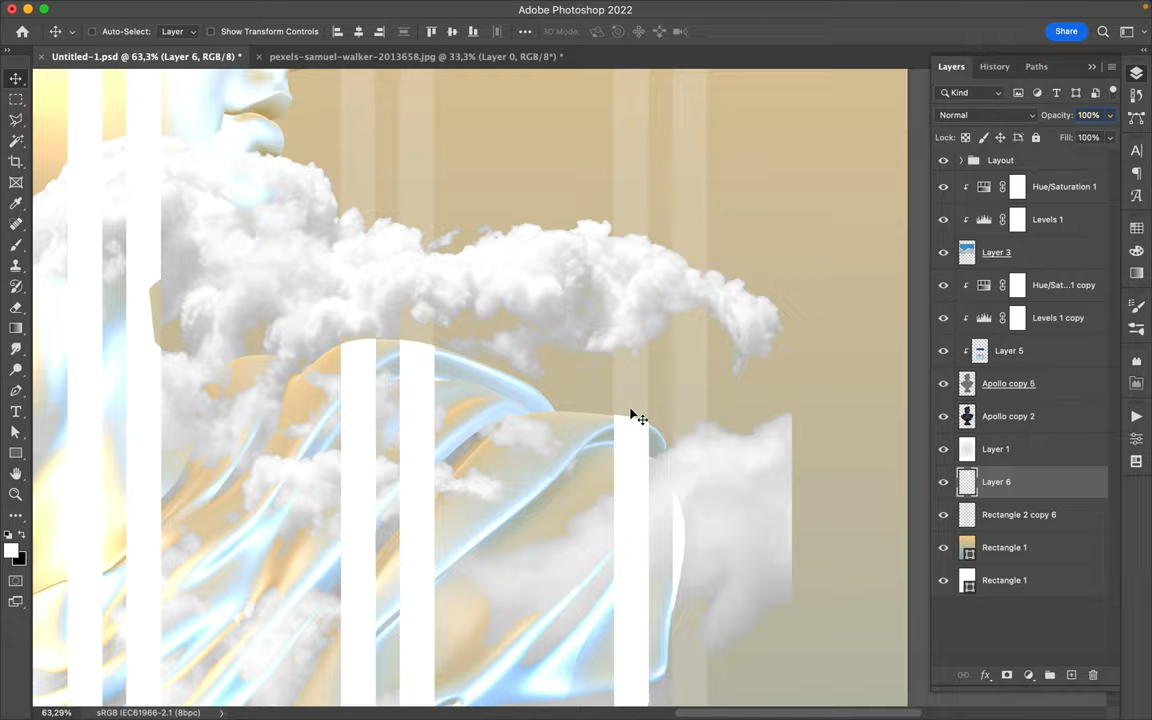 Adobe Photoshop 2022
Auto-Select: Layer Show Transform Controls 3D Mode: Share
Untitled-1.psd @ 63,3% (Layer 6, RGB/8) * pexels-samuel-walker-2013658.jpg @ 33,3% (Layer 0, RGB/8*) *
Layers History Paths
Kind
Normal Opacity: 100%
Lock: Fill: 100%
Layout
Hue/Saturation 1
Levels 1
Layer 3
Hue/Sat...1 copy
Levels 1 copy
Layer 5
Apollo copy 5
Apollo copy 2
Layer 1
Layer 6
Rectangle 2 copy 6
Rectangle 1
Rectangle 1
63,29% sRGB IEC61966-2.1 (8bpc)